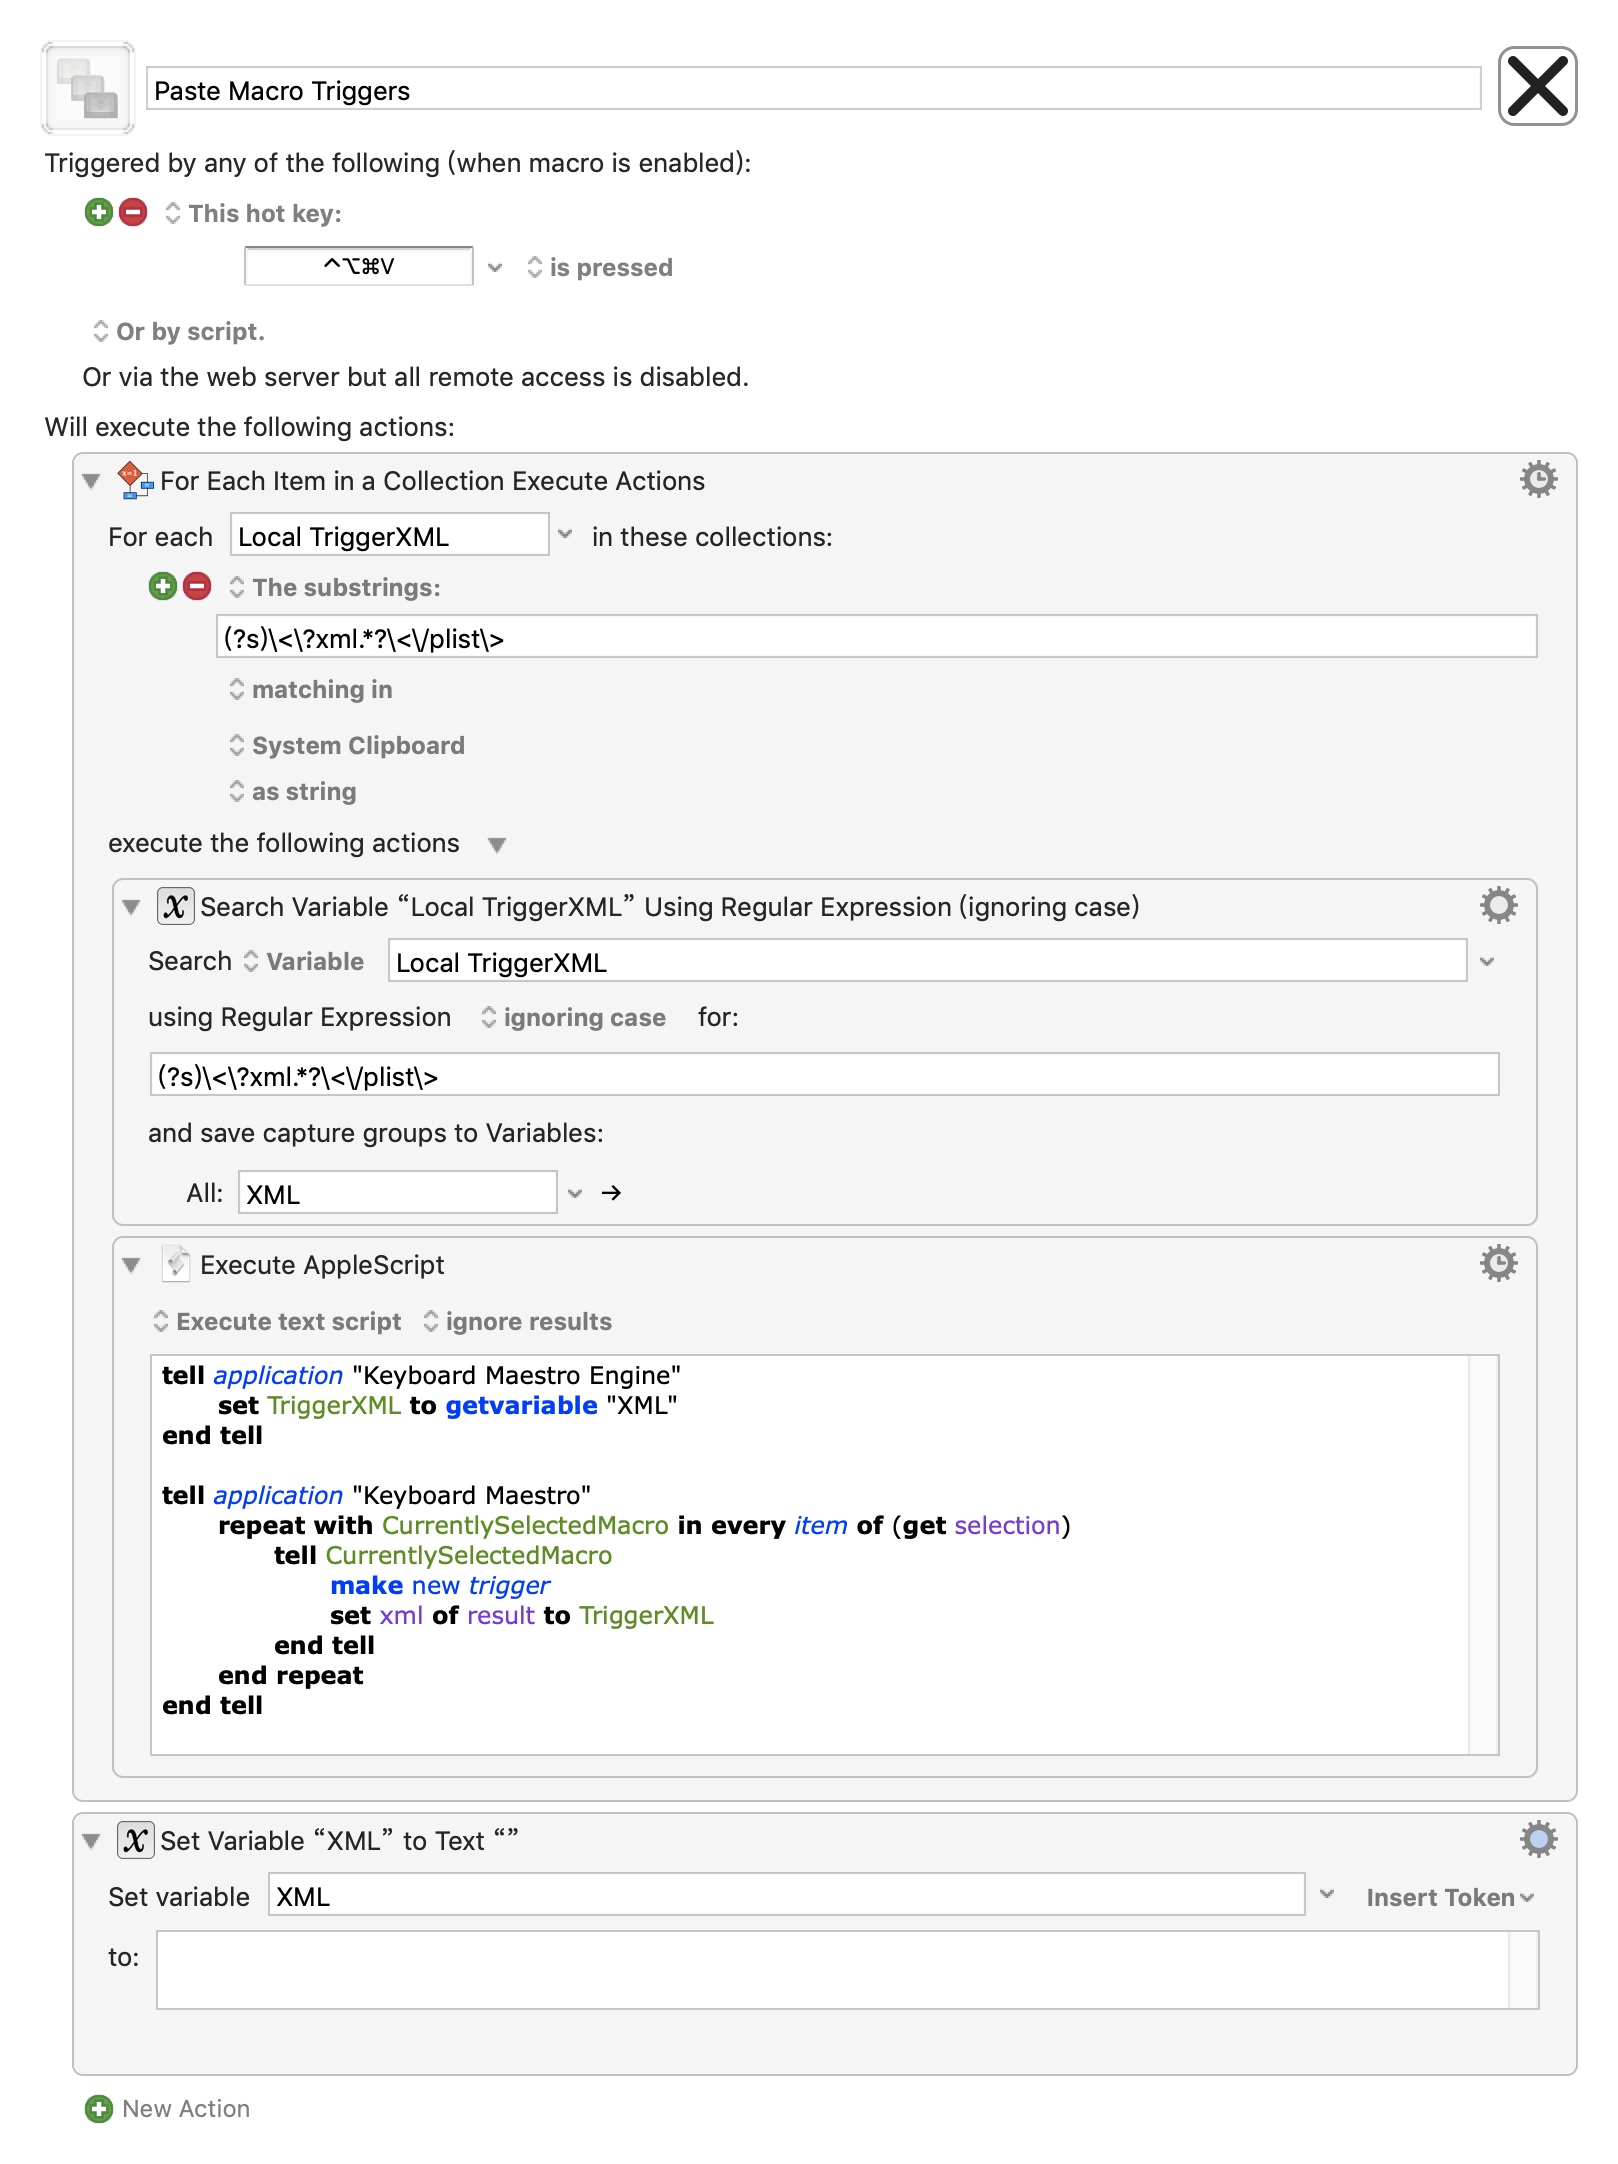 Paste Macro Triggers
Triggered by any of the following (when macro is enabled):
This hot key:
^⌥⌘V
is pressed
Or by script.
Or via the web server but all remote access is disabled.
Will execute the following actions:
For Each Item in a Collection Execute Actions
For each Local TriggerXML in these collections:
The substrings:
(?s)\<\?xml.*?\<\/plist\>
matching in
System Clipboard
as string
execute the following actions
Search Variable “Local TriggerXML” Using Regular Expression (ignoring case)
Search Variable Local TriggerXML
using Regular Expression ignoring case for:
(?s)\<\?xml.*?\<\/plist\>
and save capture groups to Variables:
All: XML →
Execute AppleScript
Execute text script ignore results
tell application "Keyboard Maestro Engine"
set TriggerXML to getvariable "XML"
end tell
tell application "Keyboard Maestro"
repeat with CurrentlySelectedMacro in every item of (get selection)
tell CurrentlySelectedMacro
make new trigger
set xml of result to TriggerXML
end tell
end repeat
end tell
Set Variable “XML” to Text “”
Set variable XML Insert Token
to:
New Action